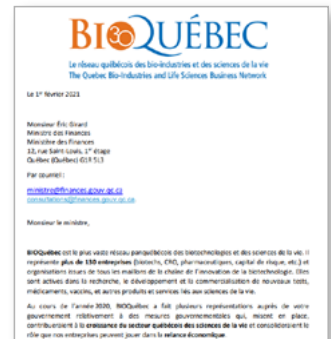 BIOQUÉBEC
30
Le réseau québécois des bio-industries et des sciences de la vie
The Quebec Bio-Industries and Life Sciences Business Network
Le 1er février 2021
Monsieur Éric Girard
Ministre des Finances
Ministère des Finances
12, rue Saint-Louis, 1er étage
Québec (Québec) G1R 5L3
Par courriel :
ministre@finances.gouv.qc.ca
consultations@finances.gouv.qc.ca
Monsieur le ministre,
BIOQuébec est le plus vaste réseau panquébécois des biotechnologies et des sciences de la vie. Il
représente plus de 130 entreprises (biotechs, CRO, pharmaceutiques, capital de risque, etc.) et
organisations issues de tous les maillons de la chaîne de l'innovation de la biotechnologie. Elles
sont actives dans la recherche, le développement et la commercialisation de nouveaux tests,
médicaments, vaccins, et autres produits et services liés aux sciences de la vie.
Au cours de l'année 2020, BIOQuébec a fait plusieurs représentations auprès de votre
gouvernement relativement à des mesures gouvernementales qui, misent en place,
contribueraient à la croissance du secteur québécois des sciences de la vie et consolideraient le
rôle que nos entreprises peuvent jouer dans la relance économique.